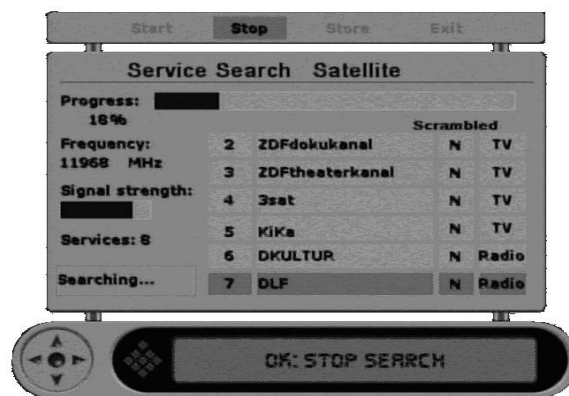 Start Stop Store Exit
Service Search Satellite
Progress:
18%
Scrambled
Frequency:
11968 MHz
Signal strength:
Services: 8
Searching...
2 ZDFdokukanal N TV
3 ZDFtheaterkanal N TV
4 3sat N TV
5 KiKa N TV
6 DKULTUR N Radio
7 DLF N Radio
OK: STOP SEARCH